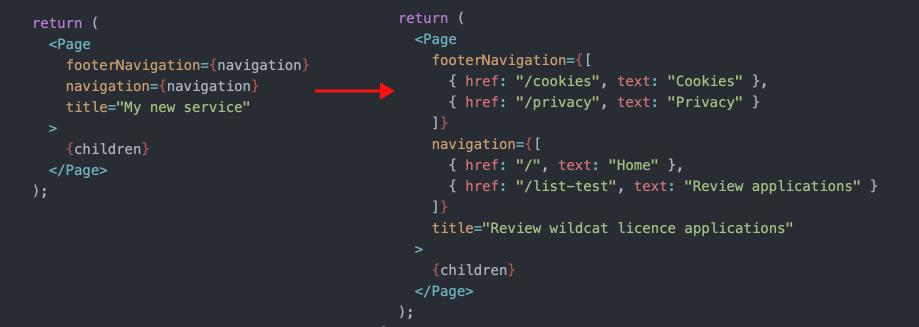 return (
<Page
footerNavigation={navigation}
navigation={navigation}
title="My new service"
>
{children}
</Page>
);
return (
<Page
footerNavigation={[
{ href: "/cookies", text: "Cookies" },
{ href: "/privacy", text: "Privacy" }
]}
navigation={[
{ href: "/", text: "Home" },
{ href: "/list-test", text: "Review applications" }
]}
title="Review wildcat licence applications"
>
{children}
</Page>
);